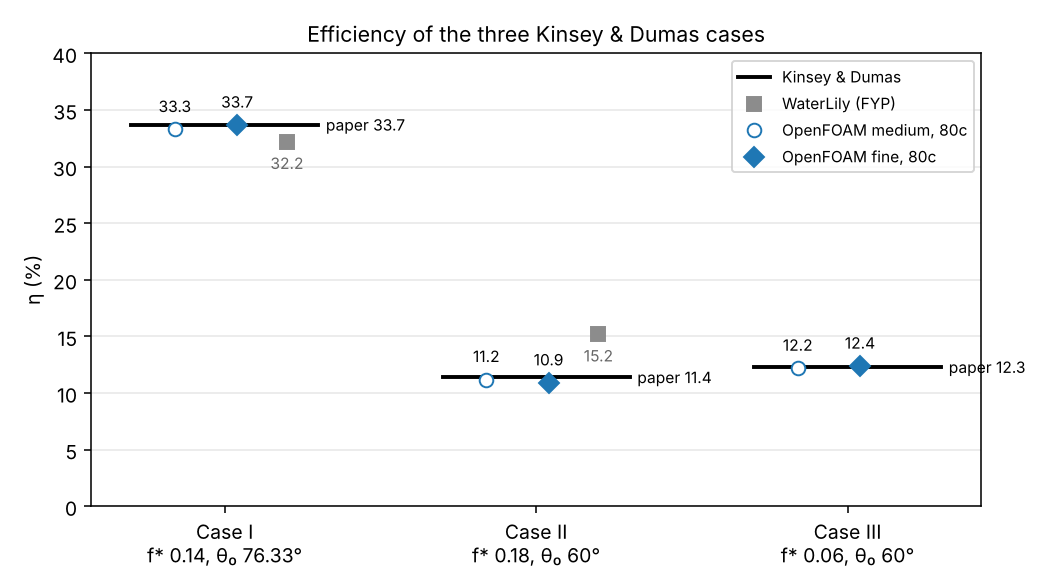 Efficiency of the three Kinsey & Dumas cases
η (%)
40
35
30
25
20
15
10
5
0
Kinsey & Dumas
WaterLily (FYP)
OpenFOAM medium, 80c
OpenFOAM fine, 80c
33.3
33.7
paper 33.7
32.2
11.2
10.9
15.2
paper 11.4
12.2
12.4
paper 12.3
Case I
f* 0.14, θ₀ 76.33°
Case II
f* 0.18, θ₀ 60°
Case III
f* 0.06, θ₀ 60°